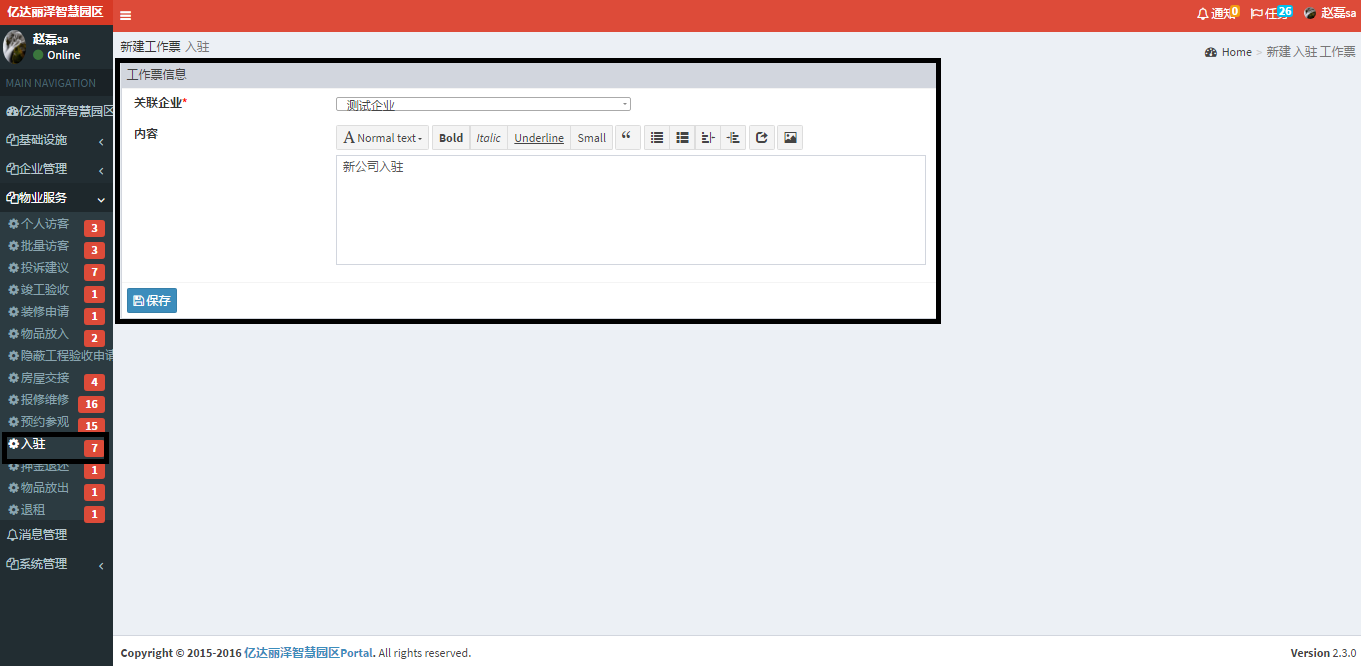 亿达丽泽智慧园区
通知 0
任务 26
赵磊sa
赵磊sa
Online
MAIN NAVIGATION
亿达丽泽智慧园区
基础设施
企业管理
物业服务
个人访客 3
批量访客 3
投诉建议 7
竣工验收 1
装修申请 1
物品放入 2
隐蔽工程验收申请
房屋交接 4
报修维修 16
预约参观 15
入驻 7
押金退还 1
物品放出 1
退租 1
消息管理
系统管理
新建工作票 入驻
Home > 新建 入驻 工作票
工作票信息
关联企业*
测试企业
内容
A Normal text Bold Italic Underline Small “
新公司入驻
保存
Copyright © 2015-2016 亿达丽泽智慧园区Portal. All rights reserved.
Version 2.3.0